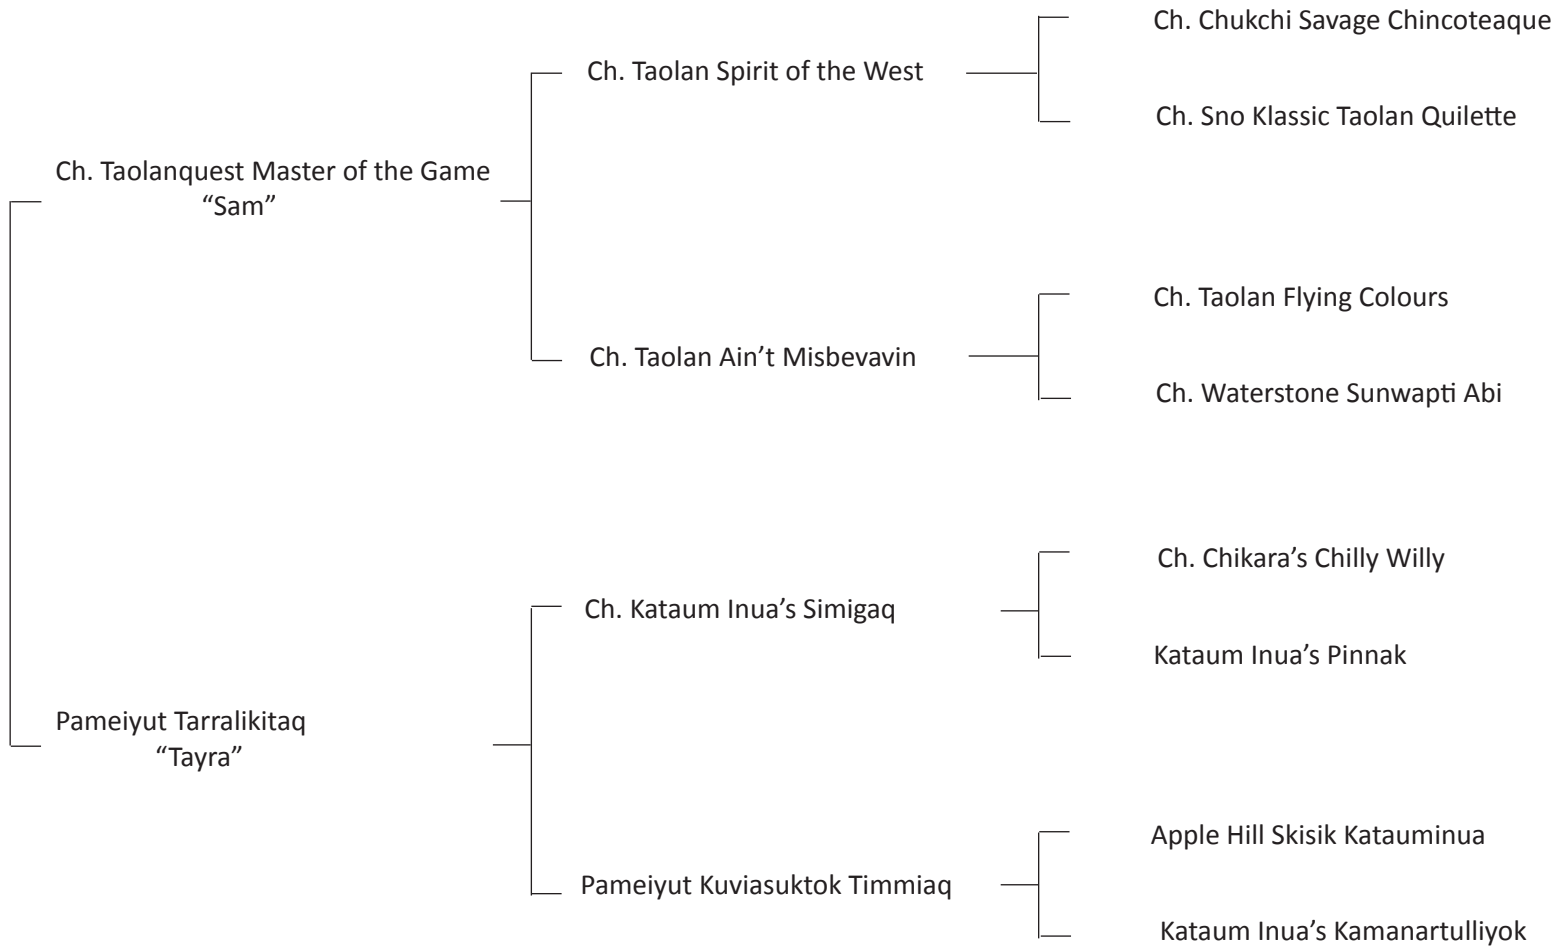 Ch. Chukchi Savage Chincoteaque
Ch. Taolan Spirit of the West
Ch. Sno Klassic Taolan Quilette
Ch. Taolanquest Master of the Game
“Sam”
Ch. Taolan Flying Colours
Ch. Taolan Ain’t Misbevavin
Ch. Waterstone Sunwapti Abi
Ch. Chikara’s Chilly Willy
Ch. Kataum Inua’s Simigaq
Kataum Inua’s Pinnak
Pameiyut Tarralikitaq
“Tayra”
Apple Hill Skisik Katauminua
Pameiyut Kuviasuktok Timmiaq
Kataum Inua’s Kamanartulliyok